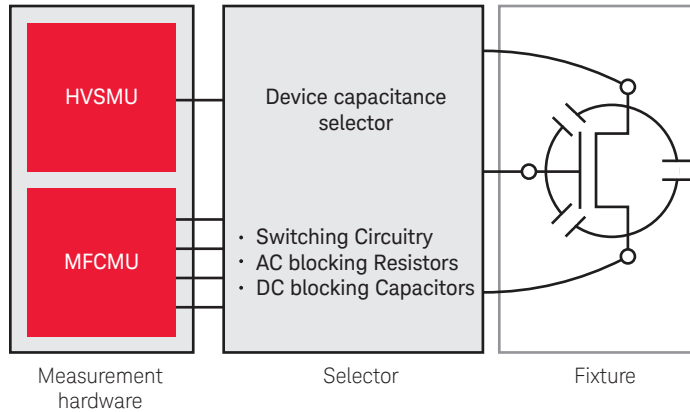 HVSMU
MFCMU
Device capacitance
selector
· Switching Circuitry
· AC blocking Resistors
· DC blocking Capacitors
Measurement
hardware
Selector
Fixture